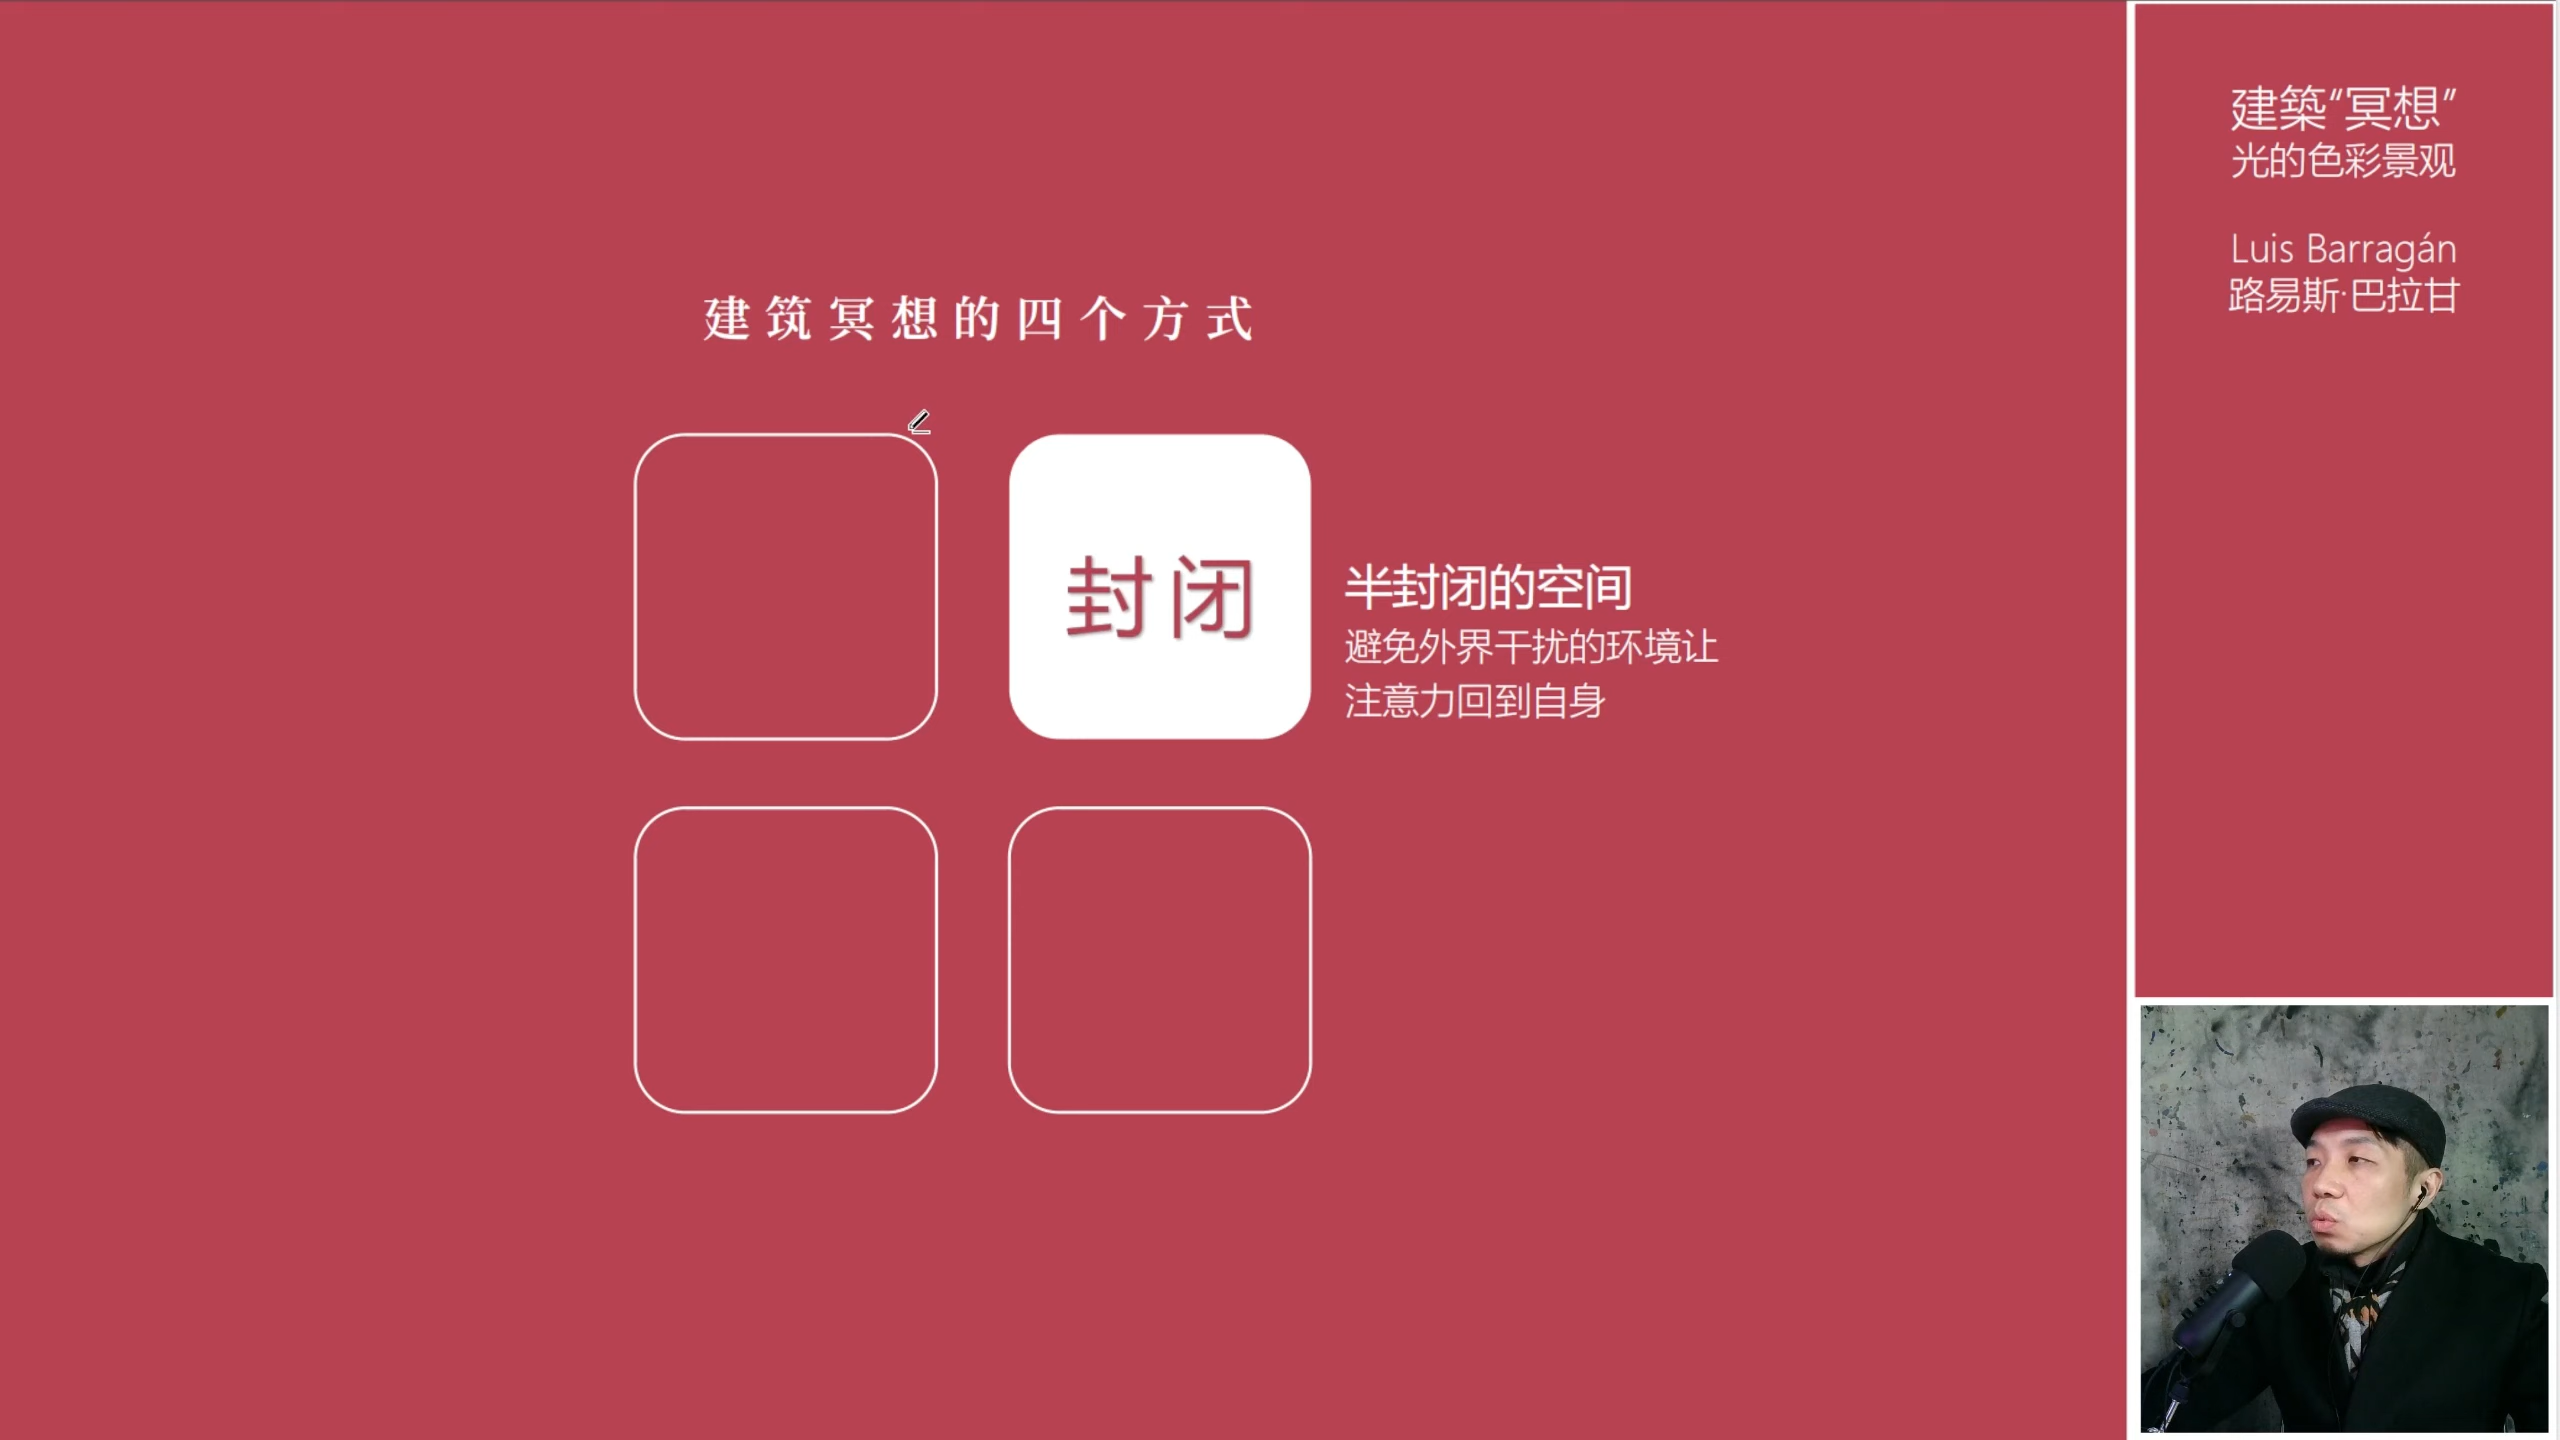 建筑冥想的四个方式
封闭
半封闭的空间
避免外界干扰的环境让
注意力回到自身
建築“冥想”
光的色彩景观
Luis Barragán
路易斯·巴拉甘